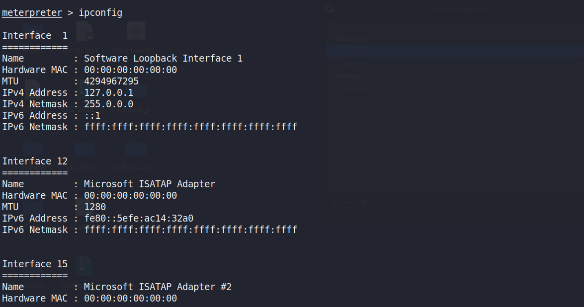 meterpreter > ipconfig
Interface  1
============
Name         : Software Loopback Interface 1
Hardware MAC : 00:00:00:00:00:00
MTU          : 4294967295
IPv4 Address : 127.0.0.1
IPv4 Netmask : 255.0.0.0
IPv6 Address : ::1
IPv6 Netmask : ffff:ffff:ffff:ffff:ffff:ffff:ffff:ffff
Interface 12
============
Name         : Microsoft ISATAP Adapter
Hardware MAC : 00:00:00:00:00:00
MTU          : 1280
IPv6 Address : fe80::5efe:ac14:32a0
IPv6 Netmask : ffff:ffff:ffff:ffff:ffff:ffff:ffff:ffff
Interface 15
============
Name         : Microsoft ISATAP Adapter #2
Hardware MAC : 00:00:00:00:00:00